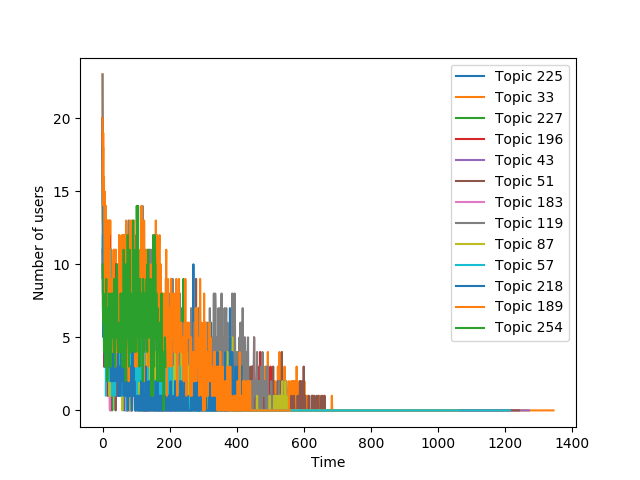 Topic 225
Topic 33
Topic 227
Topic 196
Topic 43
Topic 51
Topic 183
Topic 119
Topic 87
Topic 57
Topic 218
Topic 189
Topic 254
Number of users
20
15
10
5
0
0 200 400 600 800 1000 1200 1400
Time